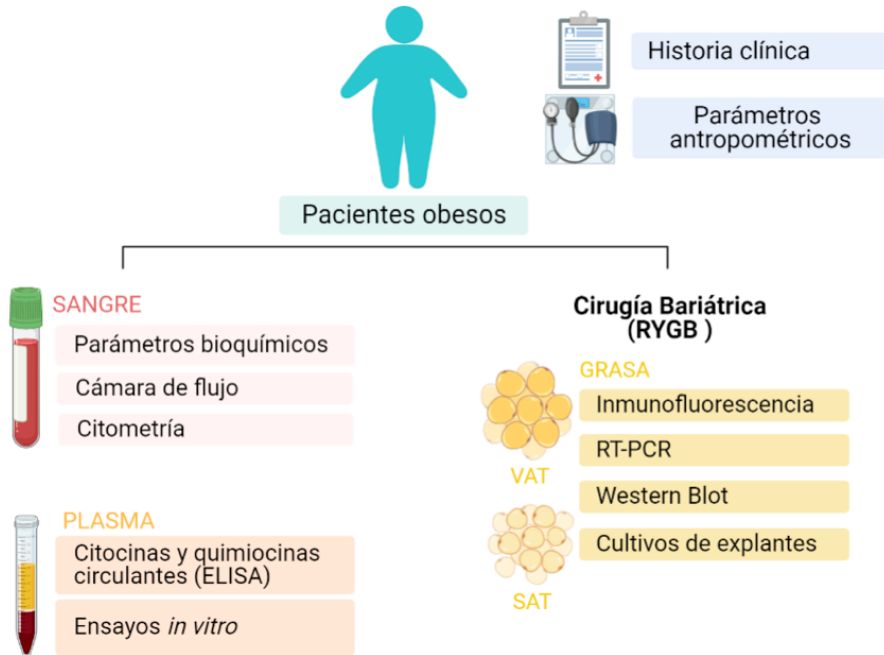 Historia clínica
Parámetros
antropométricos
Pacientes obesos
SANGRE
Parámetros bioquímicos
Cámara de flujo
Citometría
PLASMA
Citocinas y quimiocinas
circulantes (ELISA)
Ensayos in vitro
Cirugía Bariátrica
(RYGB )
GRASA
Inmunofluorescencia
RT-PCR
VAT
Western Blot
Cultivos de explantes
SAT